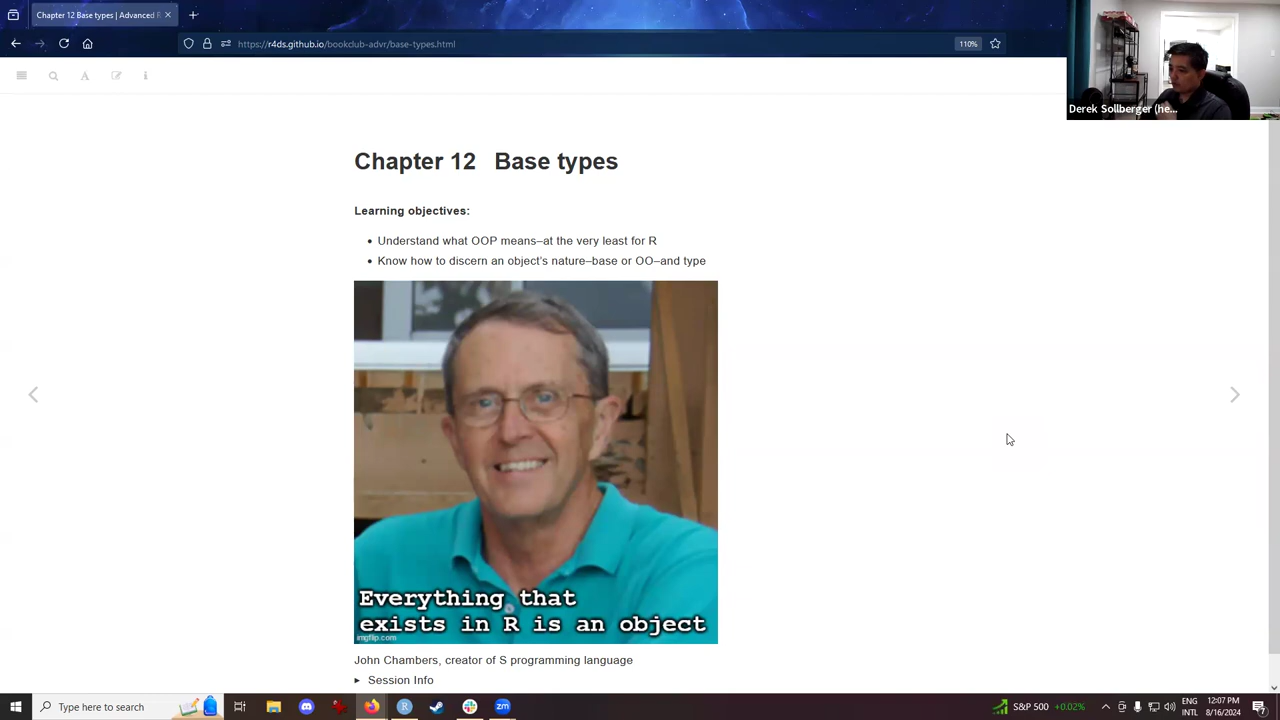 Chapter 12 Base types | Advanced R
https://r4ds.github.io/bookclub-advr/base-types.html
110%
Derek Sollberger (he...
Chapter 12 Base types
Learning objectives:
• Understand what OOP means–at the very least for R
• Know how to discern an object's nature–base or OO–and type
Everything that
exists in R is an object
imgflip.com
John Chambers, creator of S programming language
Session Info
Type here to search
S&P 500 +0.02%
ENG
INTL
12:07 PM
8/16/2024